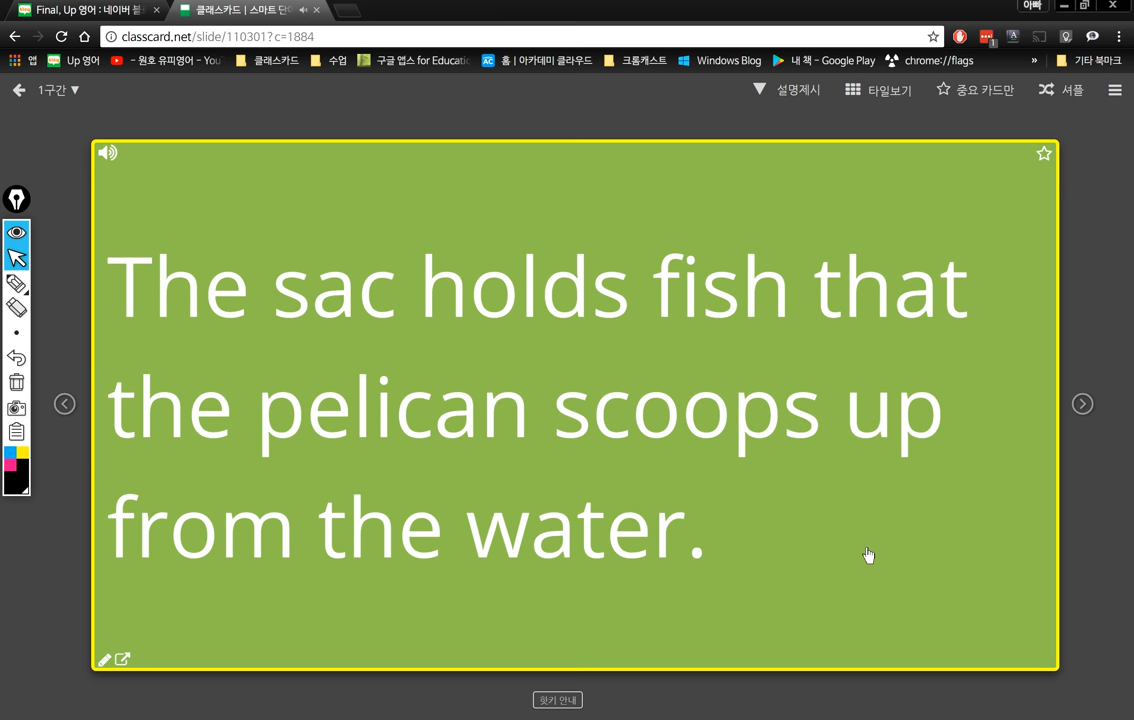 Final, Up 영어 : 네이버 블
클래스카드 | 스마트 단어
아빠
classcard.net/slide/110301?c=1884
앱
Up 영어
- 원호 유피영어 - You
클래스카드
수업
구글 앱스 for Educatio
홈 | 아카데미 클라우드
크롬캐스트
Windows Blog
내 책 - Google Play
chrome://flags
»
기타 북마크
1구간 ▼
설명제시
타일보기
중요 카드만
셔플
The sac holds fish that
the pelican scoops up
from the water.
핫키 안내